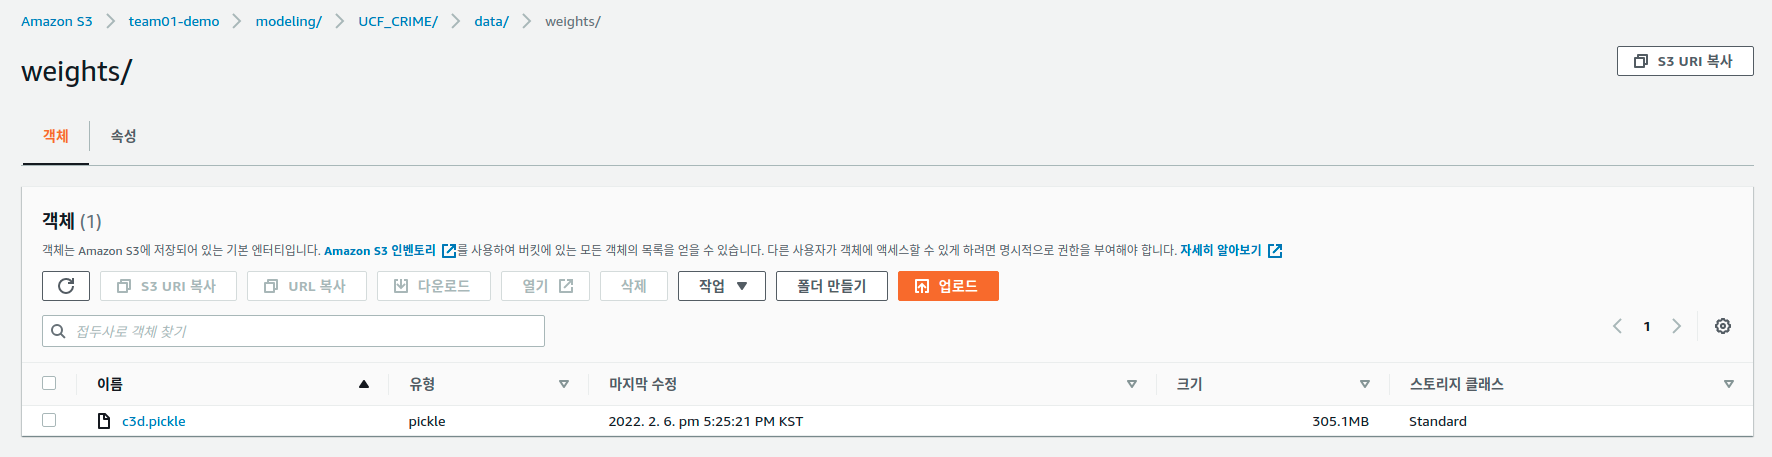 Amazon S3 team01-demo modeling/ UCF_CRIME/ data/ weights/
weights/
S3 URI 복사
객체 속성
객체 (1)
객체는 Amazon S3에 저장되어 있는 기본 엔터티입니다. Amazon S3 인벤토리 를 사용하여 버킷에 있는 모든 객체의 목록을 얻을 수 있습니다. 다른 사용자가 객체에 액세스할 수 있게 하려면 명시적으로 권한을 부여해야 합니다. 자세히 알아보기
S3 URI 복사 URL 복사 다운로드 열기 삭제 작업 폴더 만들기 업로드
접두사로 객체 찾기 1
이름 유형 마지막 수정 크기 스토리지 클래스
c3d.pickle pickle 2022. 2. 6. pm 5:25:21 PM KST 305.1MB Standard